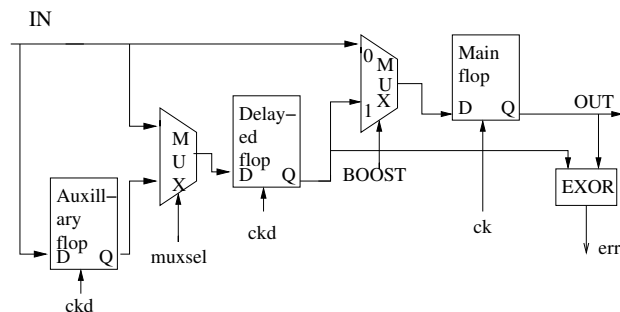 IN
0
M
U
X
1
BOOST
Main
flop
D Q
OUT
EXOR
err
ck
M
U
X
muxsel
Delay–
ed
flop
D Q
ckd
Auxill–
ary
flop
D Q
ckd